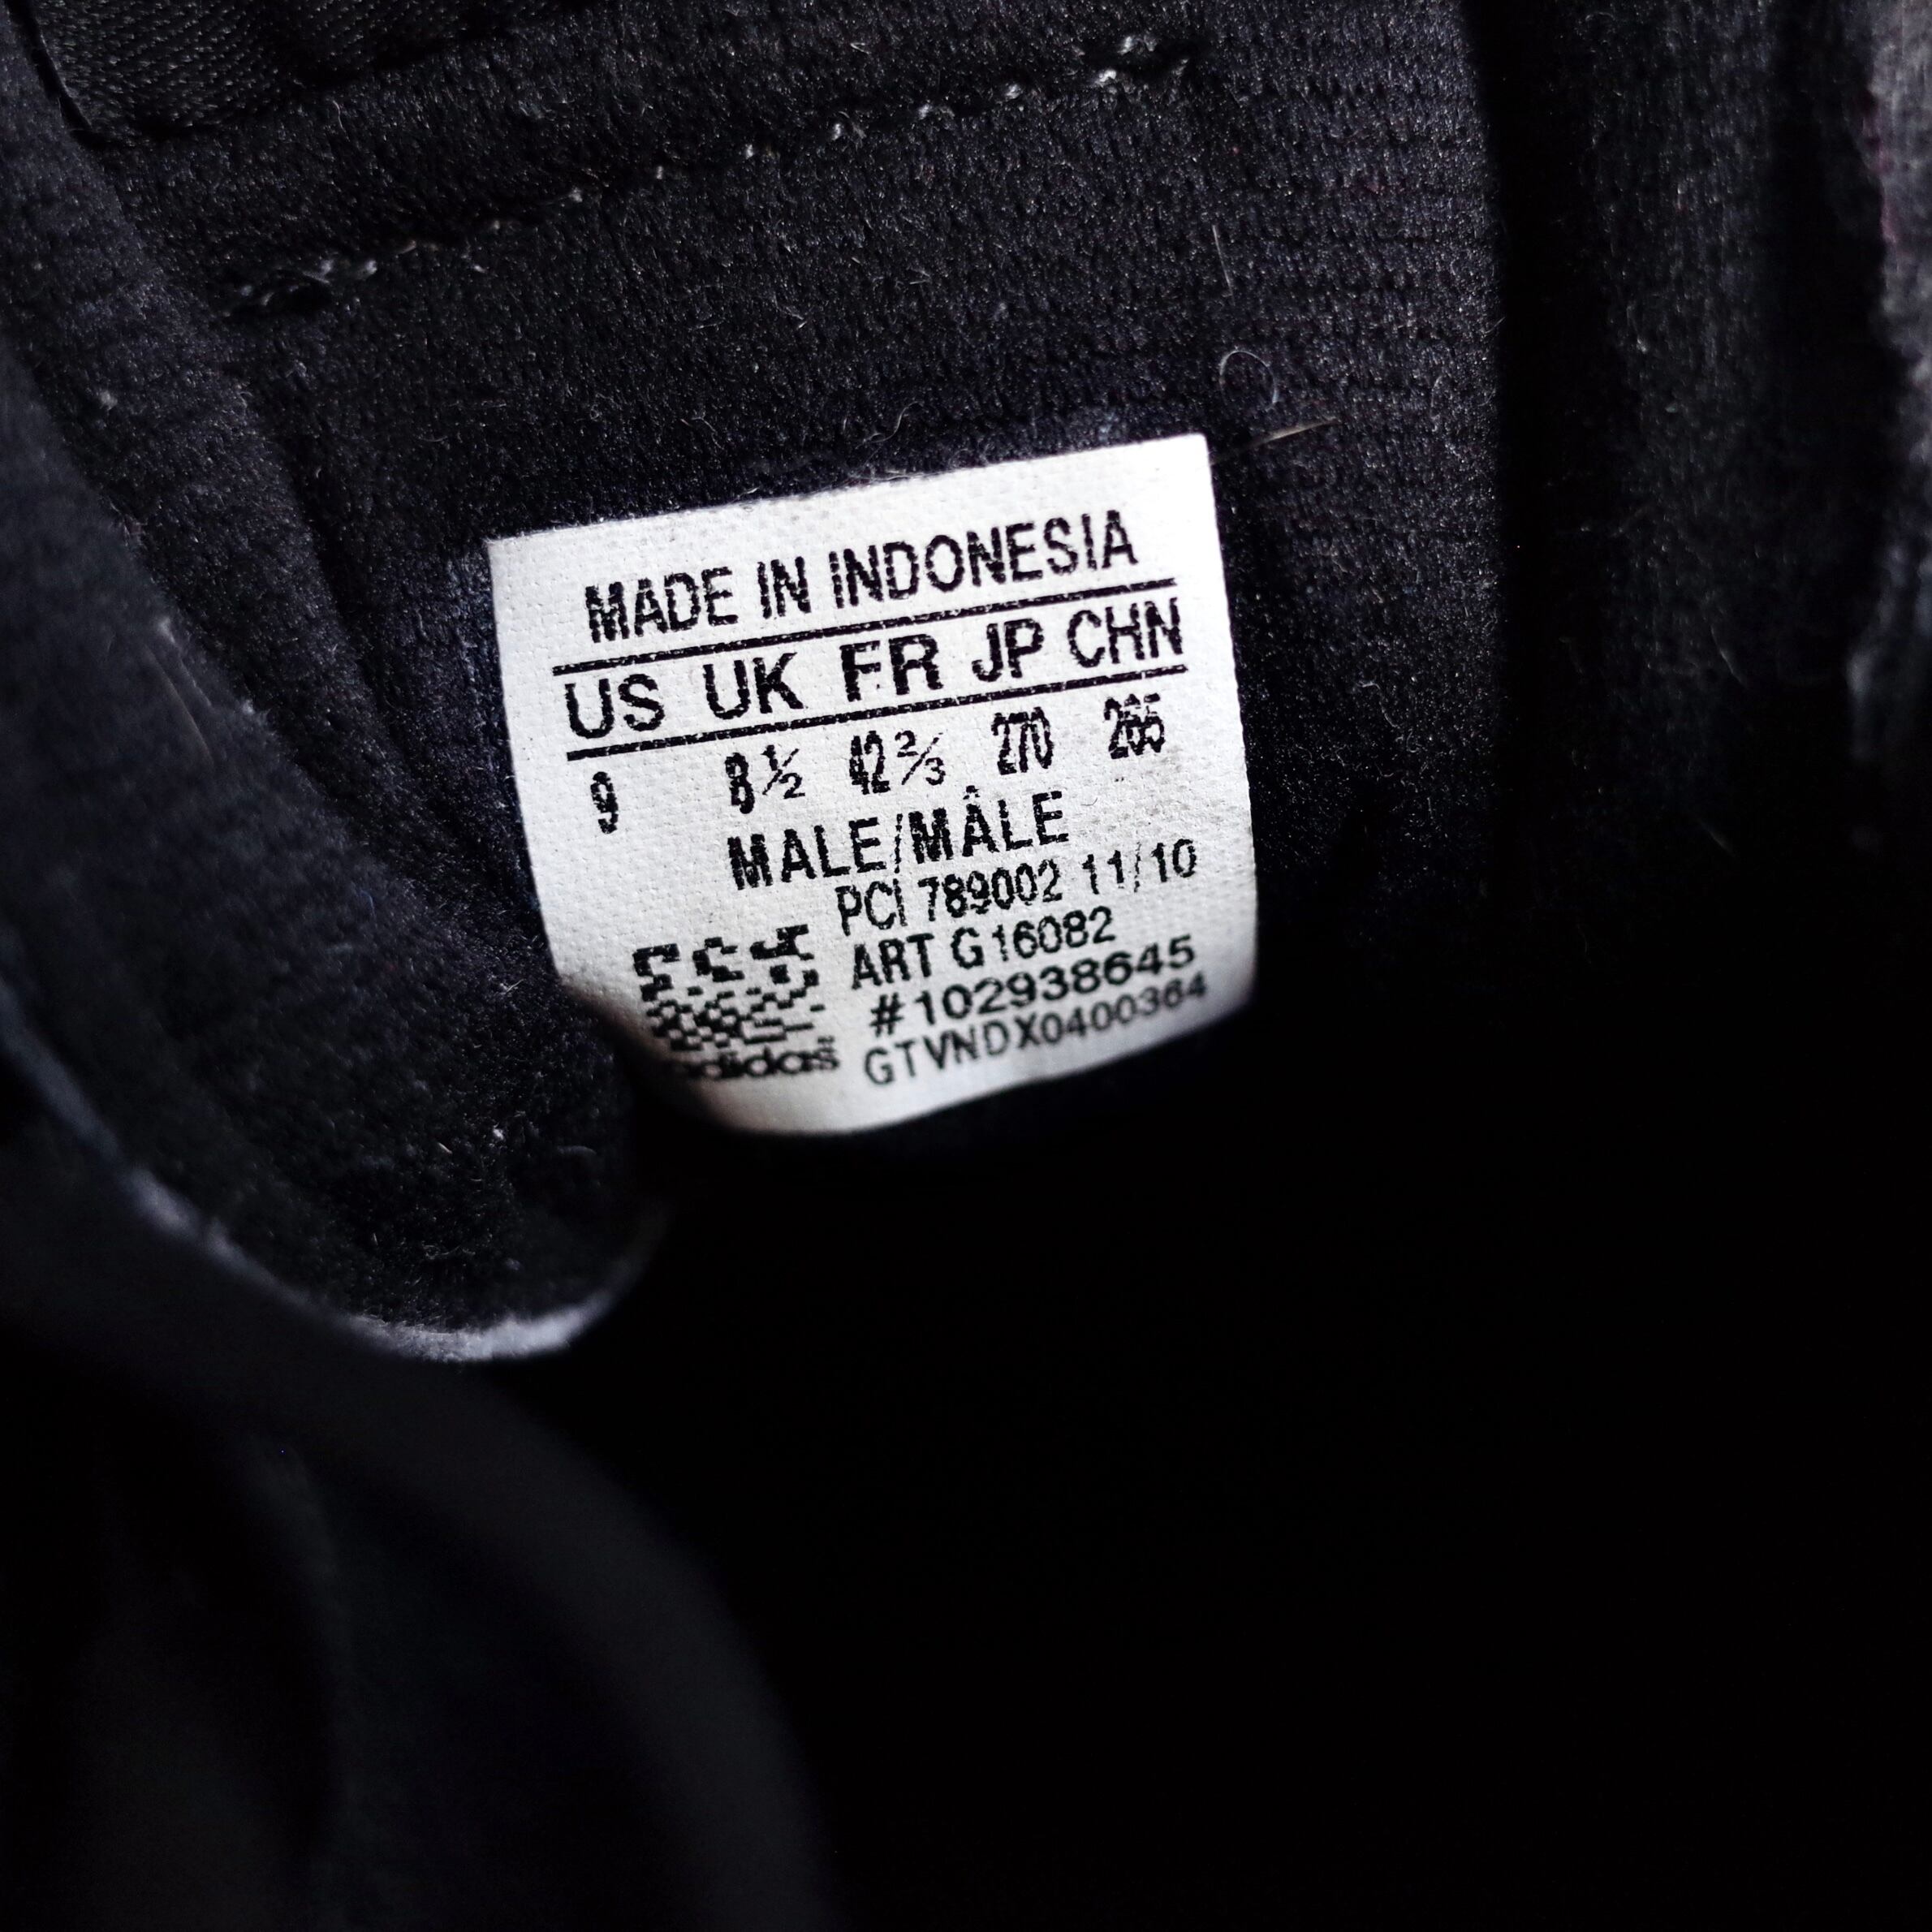 MADE IN INDONESIA
US UK FR JP CHN
9 8½ 42⅔ 270 265
MALE/MÂLE
PCI 789002 11/10
ART G16082
#102938645
GTVNDX0400364
adidas